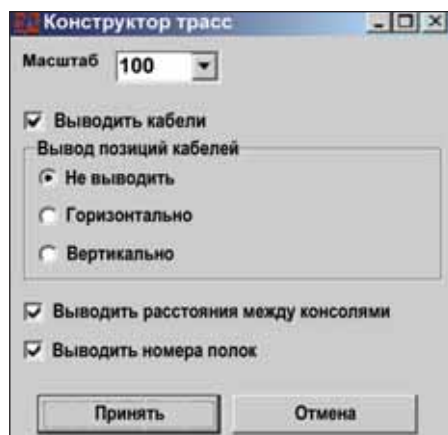 Конструктор трасс
Масштаб 100
Выводить кабели
Вывод позиций кабелей
Не выводить
Горизонтально
Вертикально
Выводить расстояния между консолями
Выводить номера полок
Принять Отмена